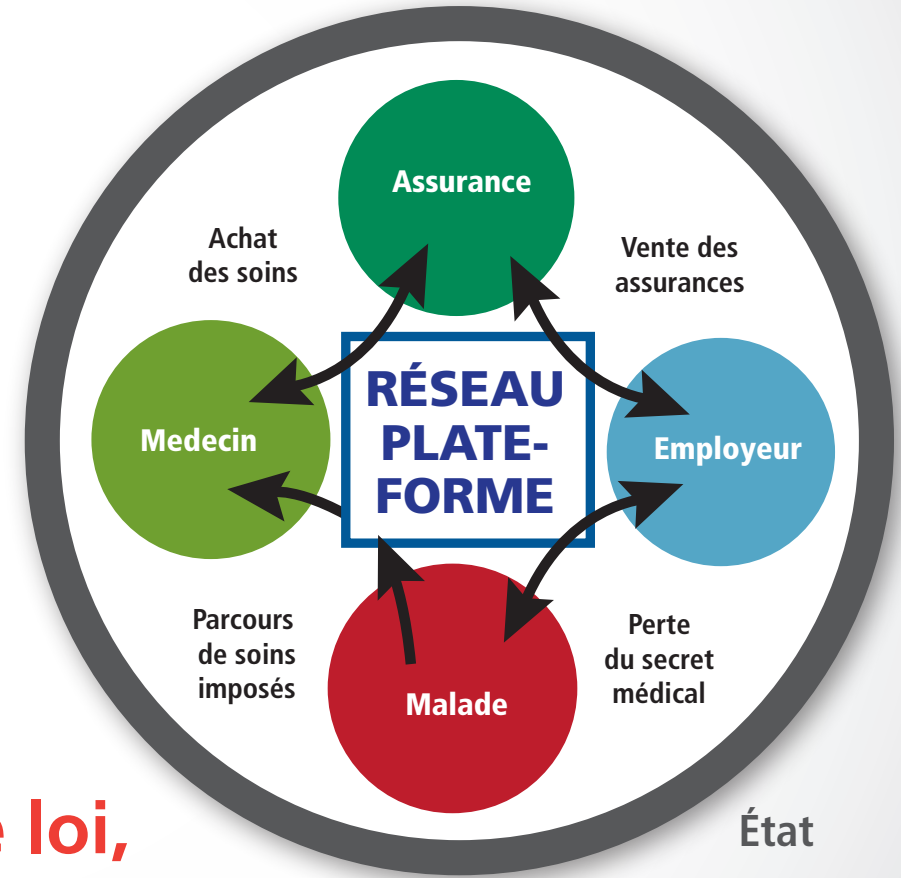 Assurance
Achat
des soins
Vente des
assurances
RÉSEAU
PLATE-
FORME
Medecin
Employeur
Parcours
de soins
imposés
Perte
du secret
médical
Malade
e loi,
État